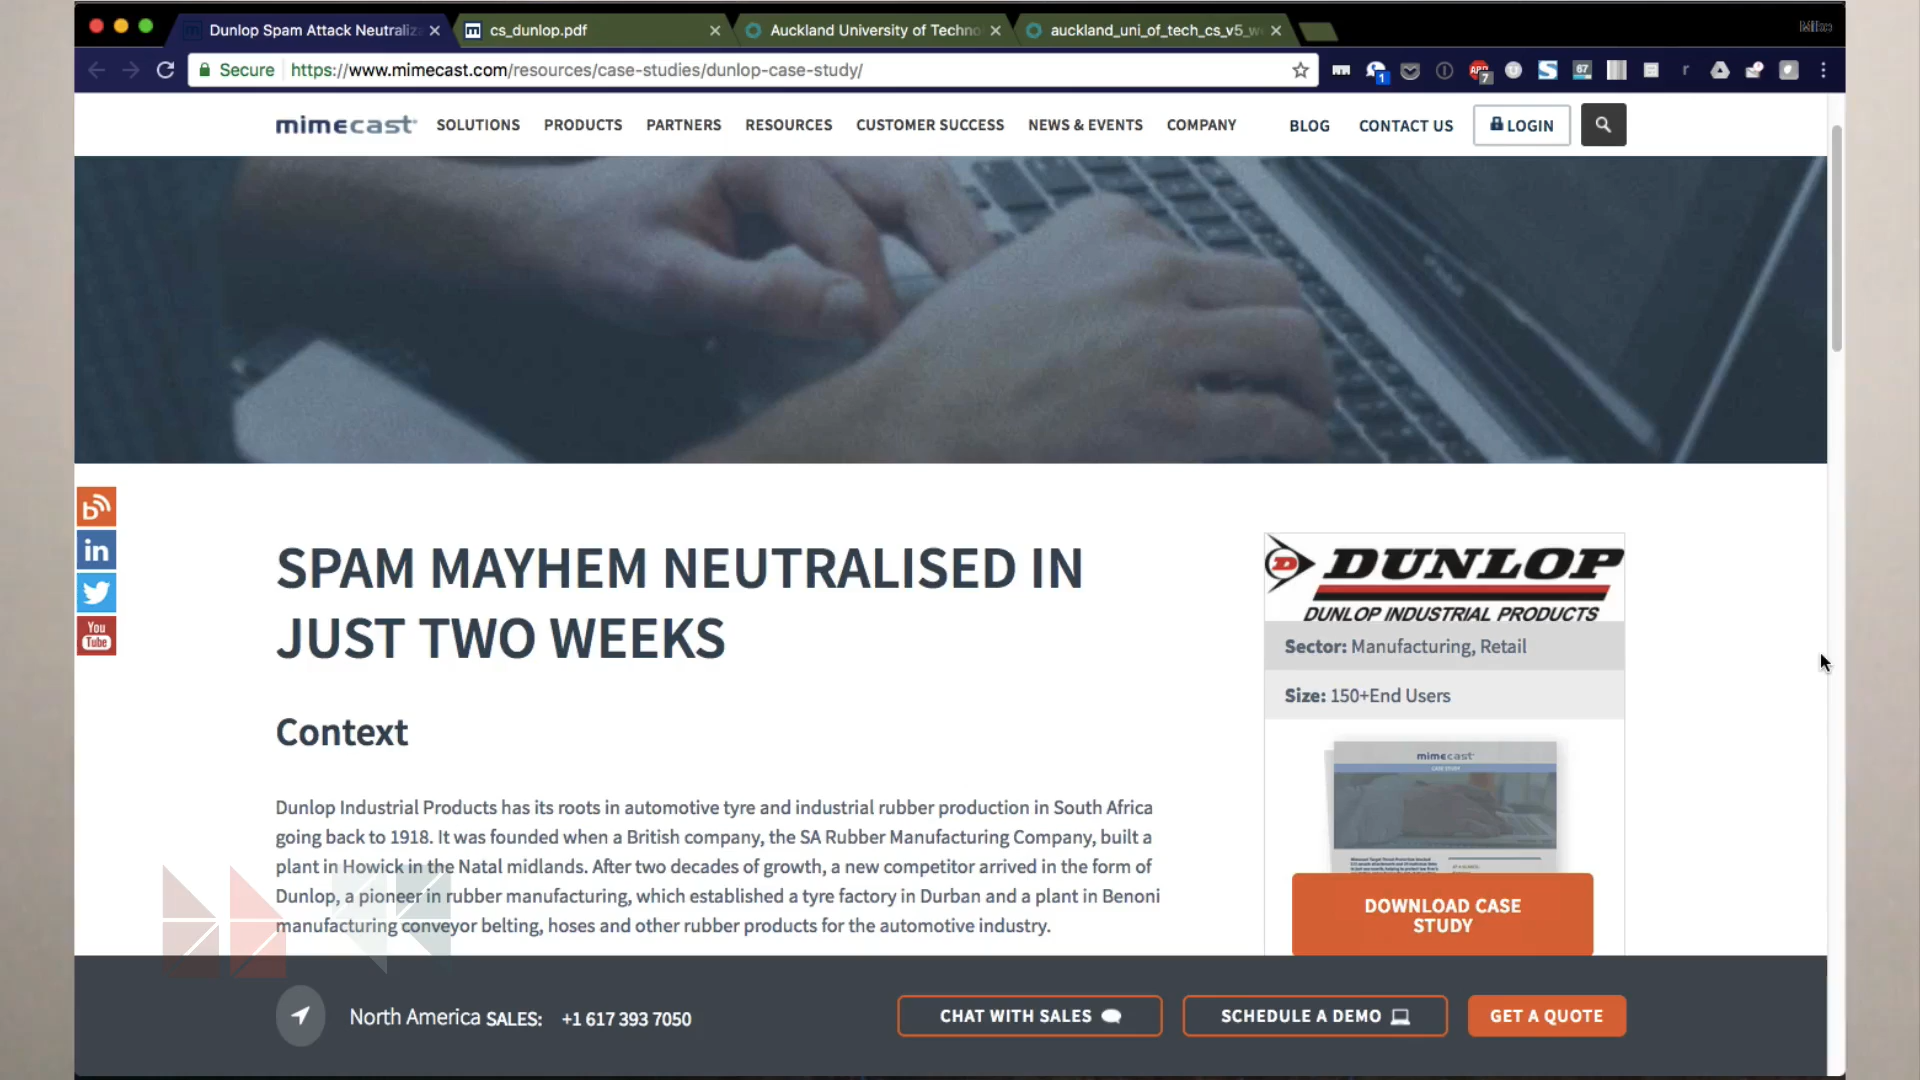 Dunlop Spam Attack Neutraliz
cs_dunlop.pdf
Auckland University of Techno
auckland_uni_of_tech_cs_v5_w
Secure https://www.mimecast.com/resources/case-studies/dunlop-case-study/
mimecast SOLUTIONS PRODUCTS PARTNERS RESOURCES CUSTOMER SUCCESS NEWS & EVENTS COMPANY BLOG CONTACT US LOGIN
in
You
Tube
SPAM MAYHEM NEUTRALISED IN
JUST TWO WEEKS
Context
Dunlop Industrial Products has its roots in automotive tyre and industrial rubber production in South Africa
going back to 1918. It was founded when a British company, the SA Rubber Manufacturing Company, built a
plant in Howick in the Natal midlands. After two decades of growth, a new competitor arrived in the form of
Dunlop, a pioneer in rubber manufacturing, which established a tyre factory in Durban and a plant in Benoni
manufacturing conveyor belting, hoses and other rubber products for the automotive industry.
D DUNLOP
DUNLOP INDUSTRIAL PRODUCTS
Sector: Manufacturing, Retail
Size: 150+End Users
mimecast
CASE STUDY
DOWNLOAD CASE
STUDY
North America SALES: +1 617 393 7050
CHAT WITH SALES
SCHEDULE A DEMO
GET A QUOTE